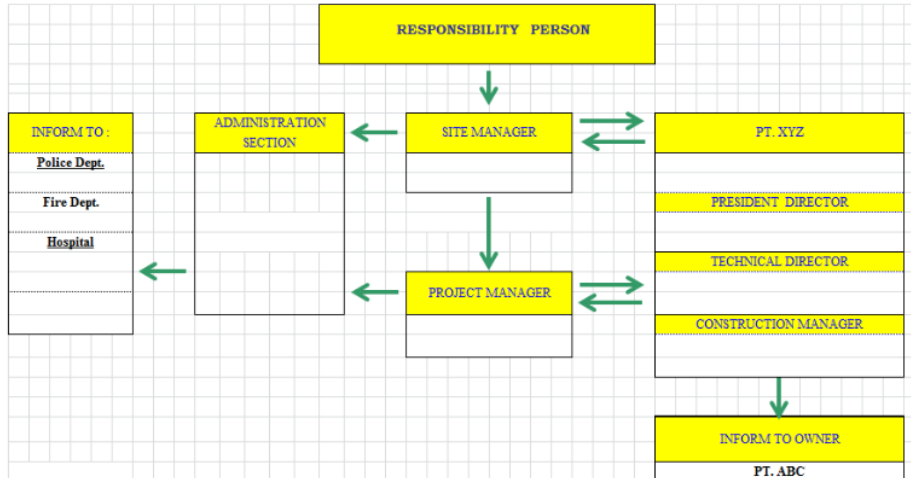 RESPONSIBILITY PERSON
INFORM TO :
Police Dept.
Fire Dept.
Hospital
ADMINISTRATION
SECTION
SITE MANAGER
PROJECT MANAGER
PT. XYZ
PRESIDENT DIRECTOR
TECHNICAL DIRECTOR
CONSTRUCTION MANAGER
INFORM TO OWNER
PT. ABC